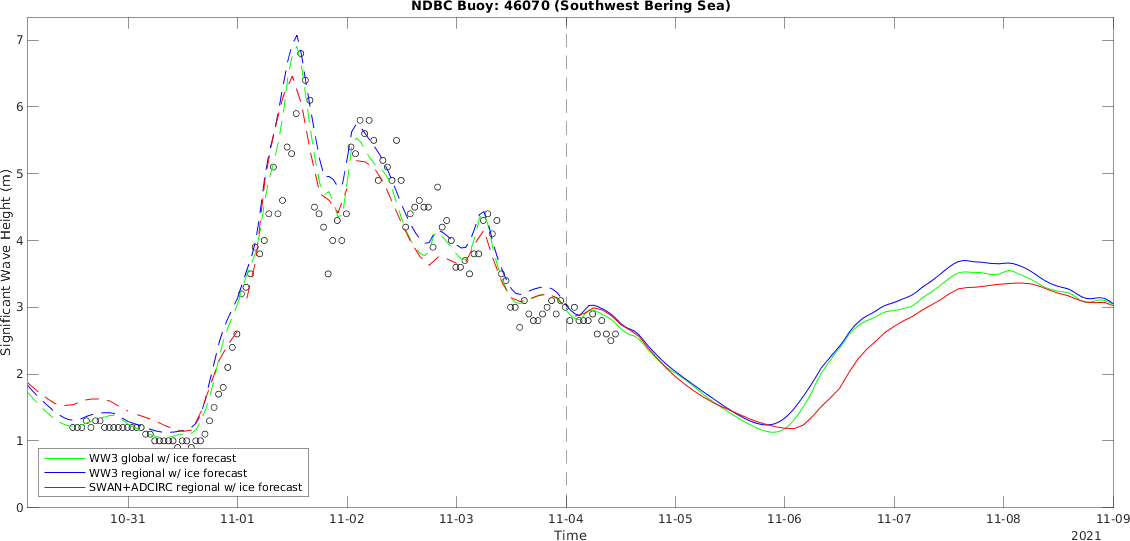 NDBC Buoy: 46070 (Southwest Bering Sea)
7
6
5
4
3
2
1
0
Significant Wave Height (m)
WW3 global w/ ice forecast
WW3 regional w/ ice forecast
SWAN+ADCIRC regional w/ ice forecast
10-31 11-01 11-02 11-03 11-04 11-05 11-06 11-07 11-08 11-09
Time
2021